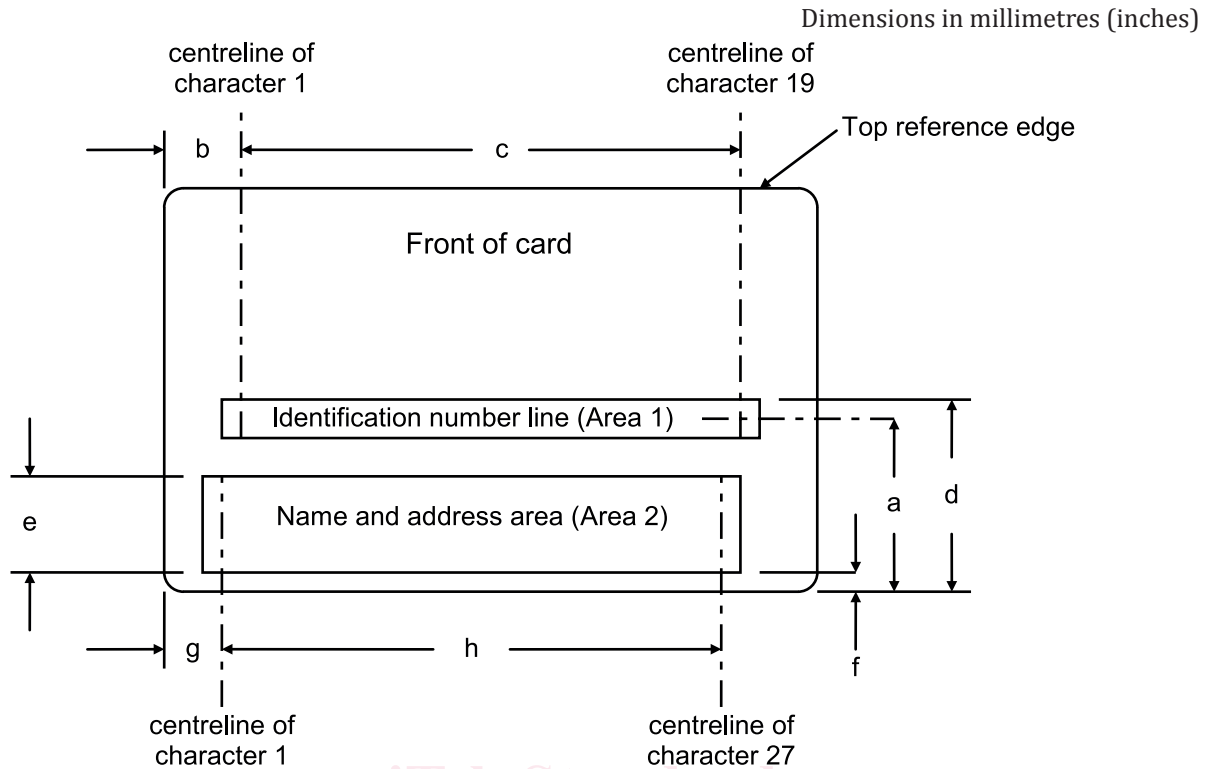 Dimensions in millimetres (inches)
centreline of
character 1
centreline of
character 19
Top reference edge
b
c
Front of card
Identification number line (Area 1)
a
d
e
Name and address area (Area 2)
g
h
f
centreline of
character 1
centreline of
character 27